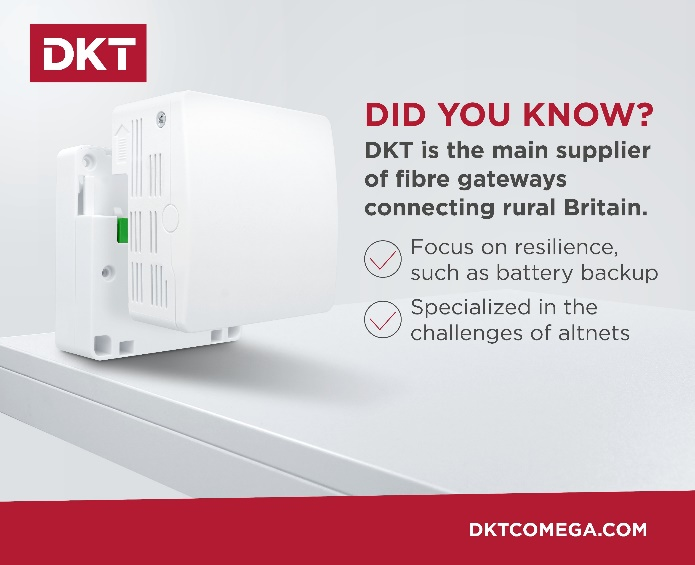 DKT
DID YOU KNOW?
DKT is the main supplier
of fibre gateways
connecting rural Britain.
Focus on resilience,
such as battery backup
Specialized in the
challenges of altnets
DKTCOMEGA.COM